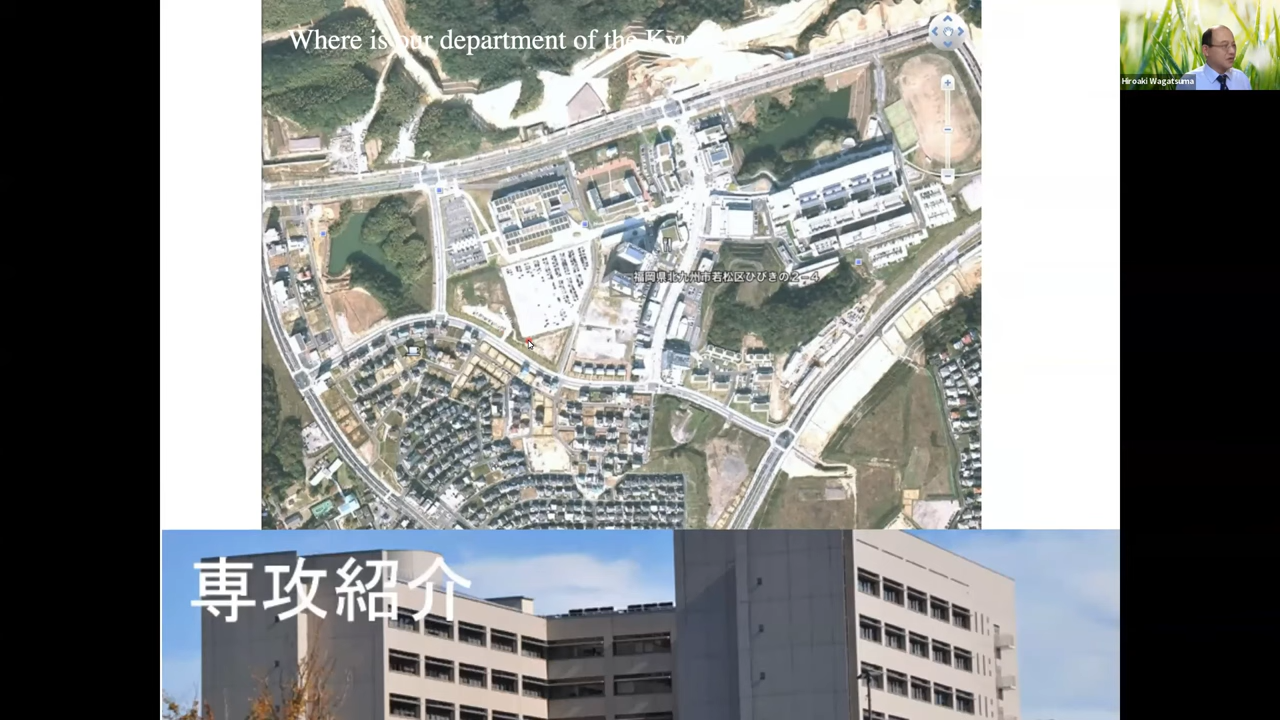 Where is our department of the
Hiroaki Wagatsuma
福岡県北九州市若松区ひびきの2-4
専攻紹介